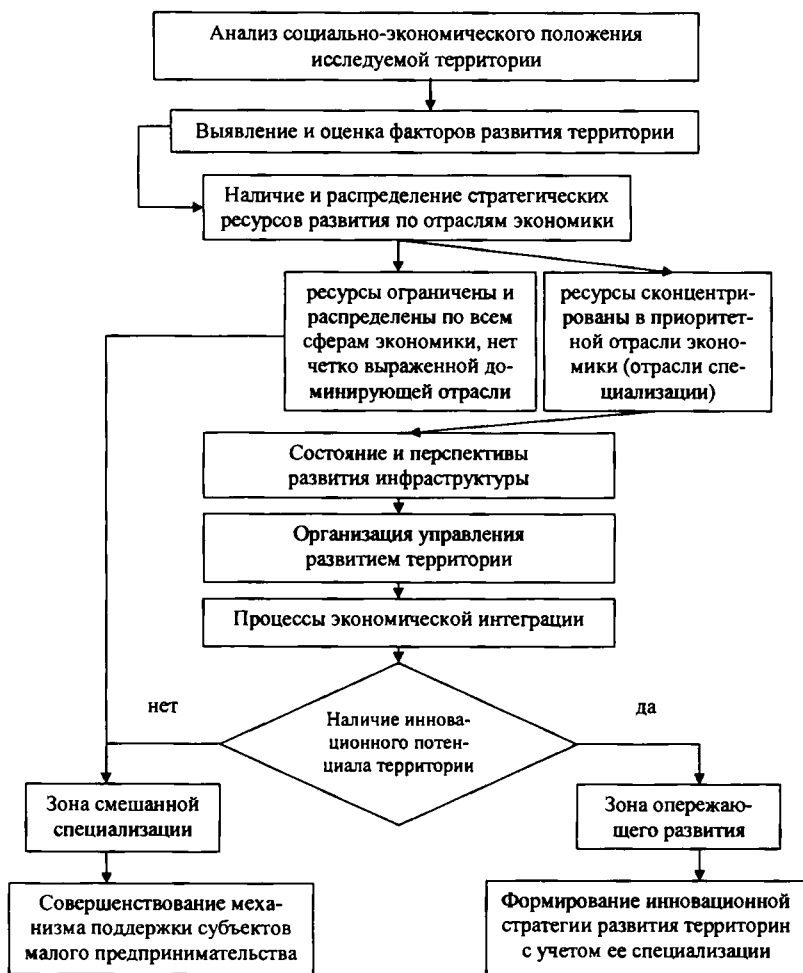 Анализ социально-экономического положения
исследуемой территории
Выявление и оценка факторов развития территории
Наличие и распределение стратегических
ресурсов развития по отраслям экономики
ресурсы ограничены и
распределены по всем
сферам экономики, нет
четко выраженной до-
минирующей отрасли
ресурсы сконцентри-
рованы в приоритет-
ной отрасли эконо-
мики (отрасли спе-
циализации)
Состояние и перспективы
развития инфраструктуры
Организация управления
развитием территории
Процессы экономической интеграции
нет
Наличие иннова-
ционного потен-
циала территории
да
Зона смешанной
специализации
Зона опережаю-
щего развития
Совершенствование меха-
низма поддержки субъектов
малого предпринимательства
Формирование инновационной
стратегии развития территорин
с учетом ее специализации